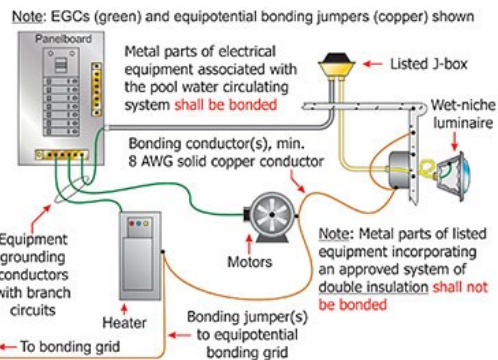 Note: EGCs (green) and equipotential bonding jumpers (copper) shown
Panelboard
Metal parts of electrical
equipment associated with
the pool water circulating
system shall be bonded
Listed J-box
Wet-niche
luminaire
Bonding conductor(s), min.
8 AWG solid copper conductor
Equipment
grounding
conductors
with branch
circuits
Motors
Note: Metal parts of listed
equipment incorporating
an approved system of
double insulation shall not
be bonded
Heater
Bonding jumper(s)
to equipotential
bonding grid
To bonding grid